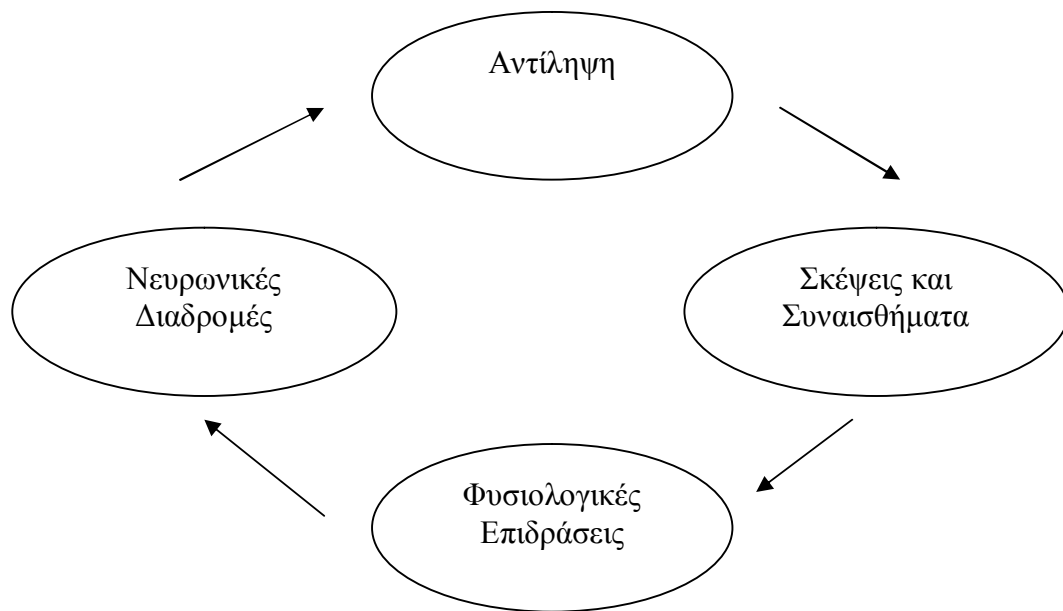 Αντίληψη
Νευρωνικές
Διαδρομές
Σκέψεις και
Συναισθήματα
Φυσιολογικές
Επιδράσεις